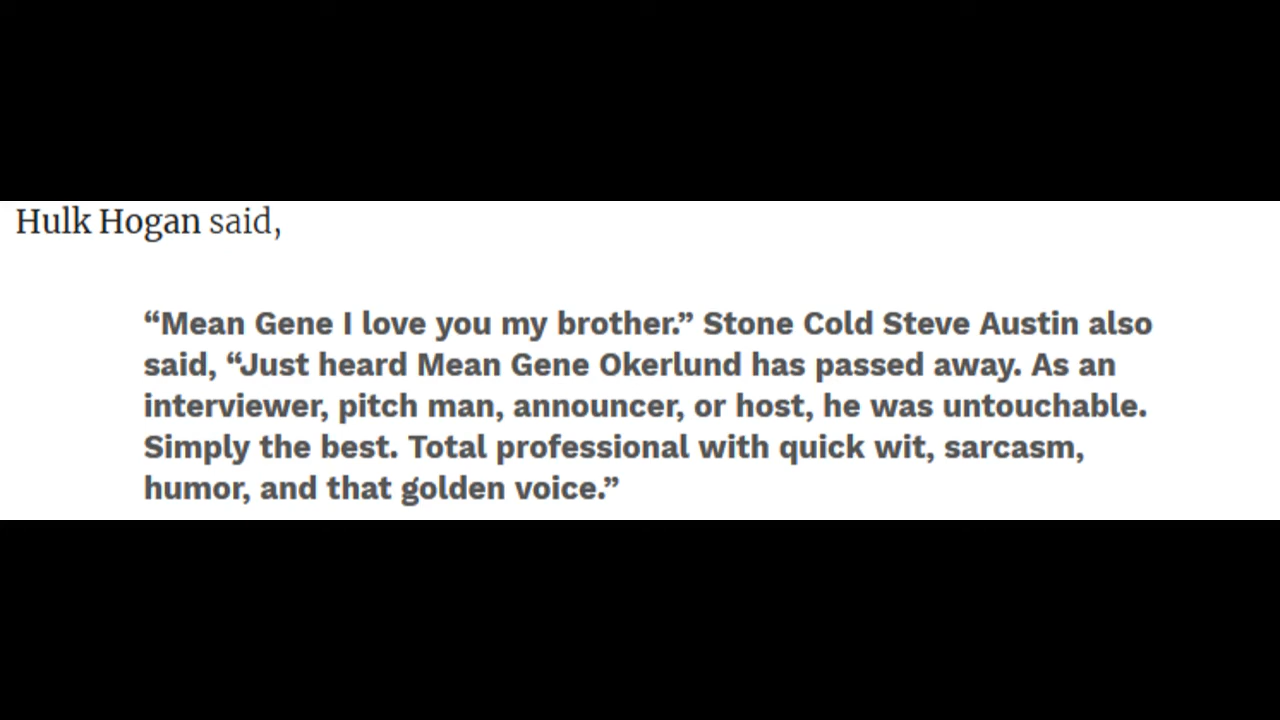 Hulk Hogan said,
“Mean Gene I love you my brother.” Stone Cold Steve Austin also
said, “Just heard Mean Gene Okerlund has passed away. As an
interviewer, pitch man, announcer, or host, he was untouchable.
Simply the best. Total professional with quick wit, sarcasm,
humor, and that golden voice.”